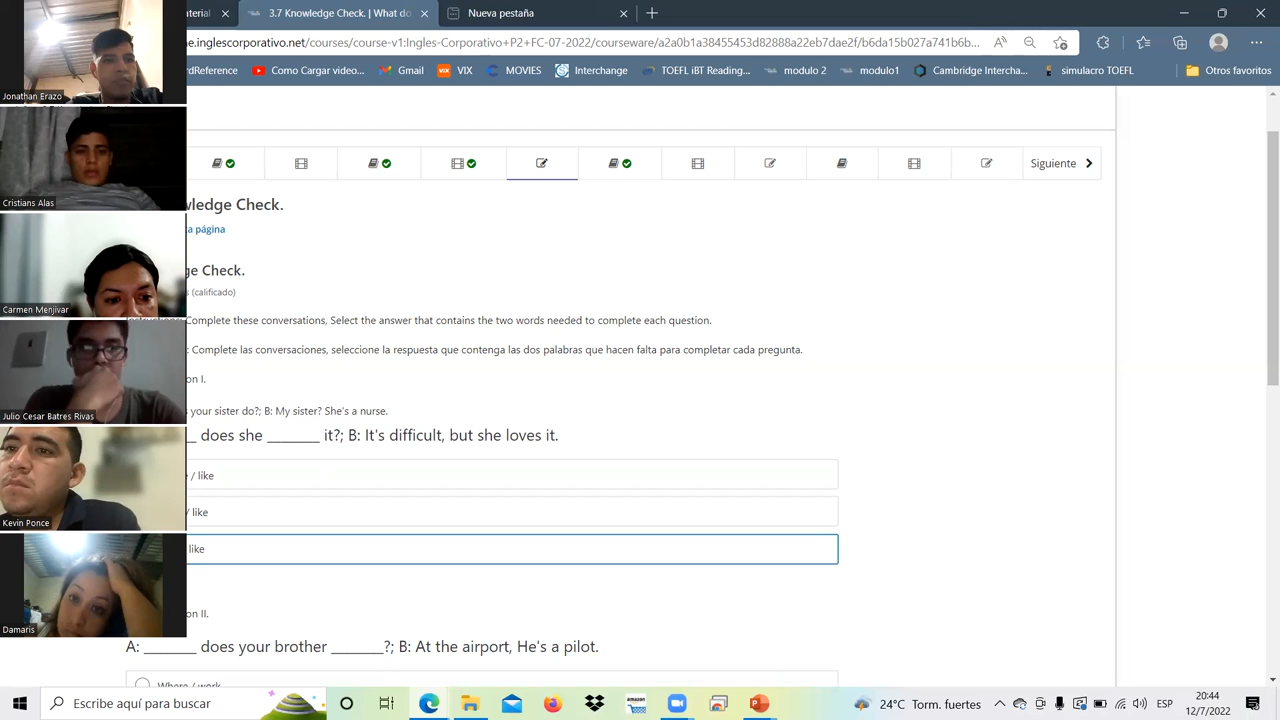 aterial
3.7 Knowledge Check. | What do
Nueva pestaña
e.inglescorporativo.net/courses/course-v1:Ingles-Corporativo+P2+FC-07-2022/courseware/a2a0b1a38455453d82888a22eb7dae2f/
rdReference
Como Cargar video...
Gmail
VIX
MOVIES
Interchange
TOEFL iBT Reading...
modulo 2
Cambridge Intercha...
simulacro TOEFL
Otros favoritos
Jonathan Erazo
Siguiente
Cristians Alas
wledge Check.
a página
ge Check.
s (calificado)
Carmen Menjivar
Complete these conversations, Select the answer that contains the two words needed to complete each question.
: Complete las conversaciones, seleccione la respuesta que contenga las dos palabras que hacen falta para completar cada pregunta.
on I.
s your sister do?; B: My sister? She's a nurse.
Julio Cesar Batres Rivas
____ does she _______ it?; B: It's difficult, but she loves it.
e / like
/ like
Kevin Ponce
like
on II.
Damaris
A: _______ does your brother _______?; B: At the airport, He's a pilot.
Where / work
Escribe aquí para buscar
amazon
24°C Torm. fuertes
ESP
20:44
12/7/2022